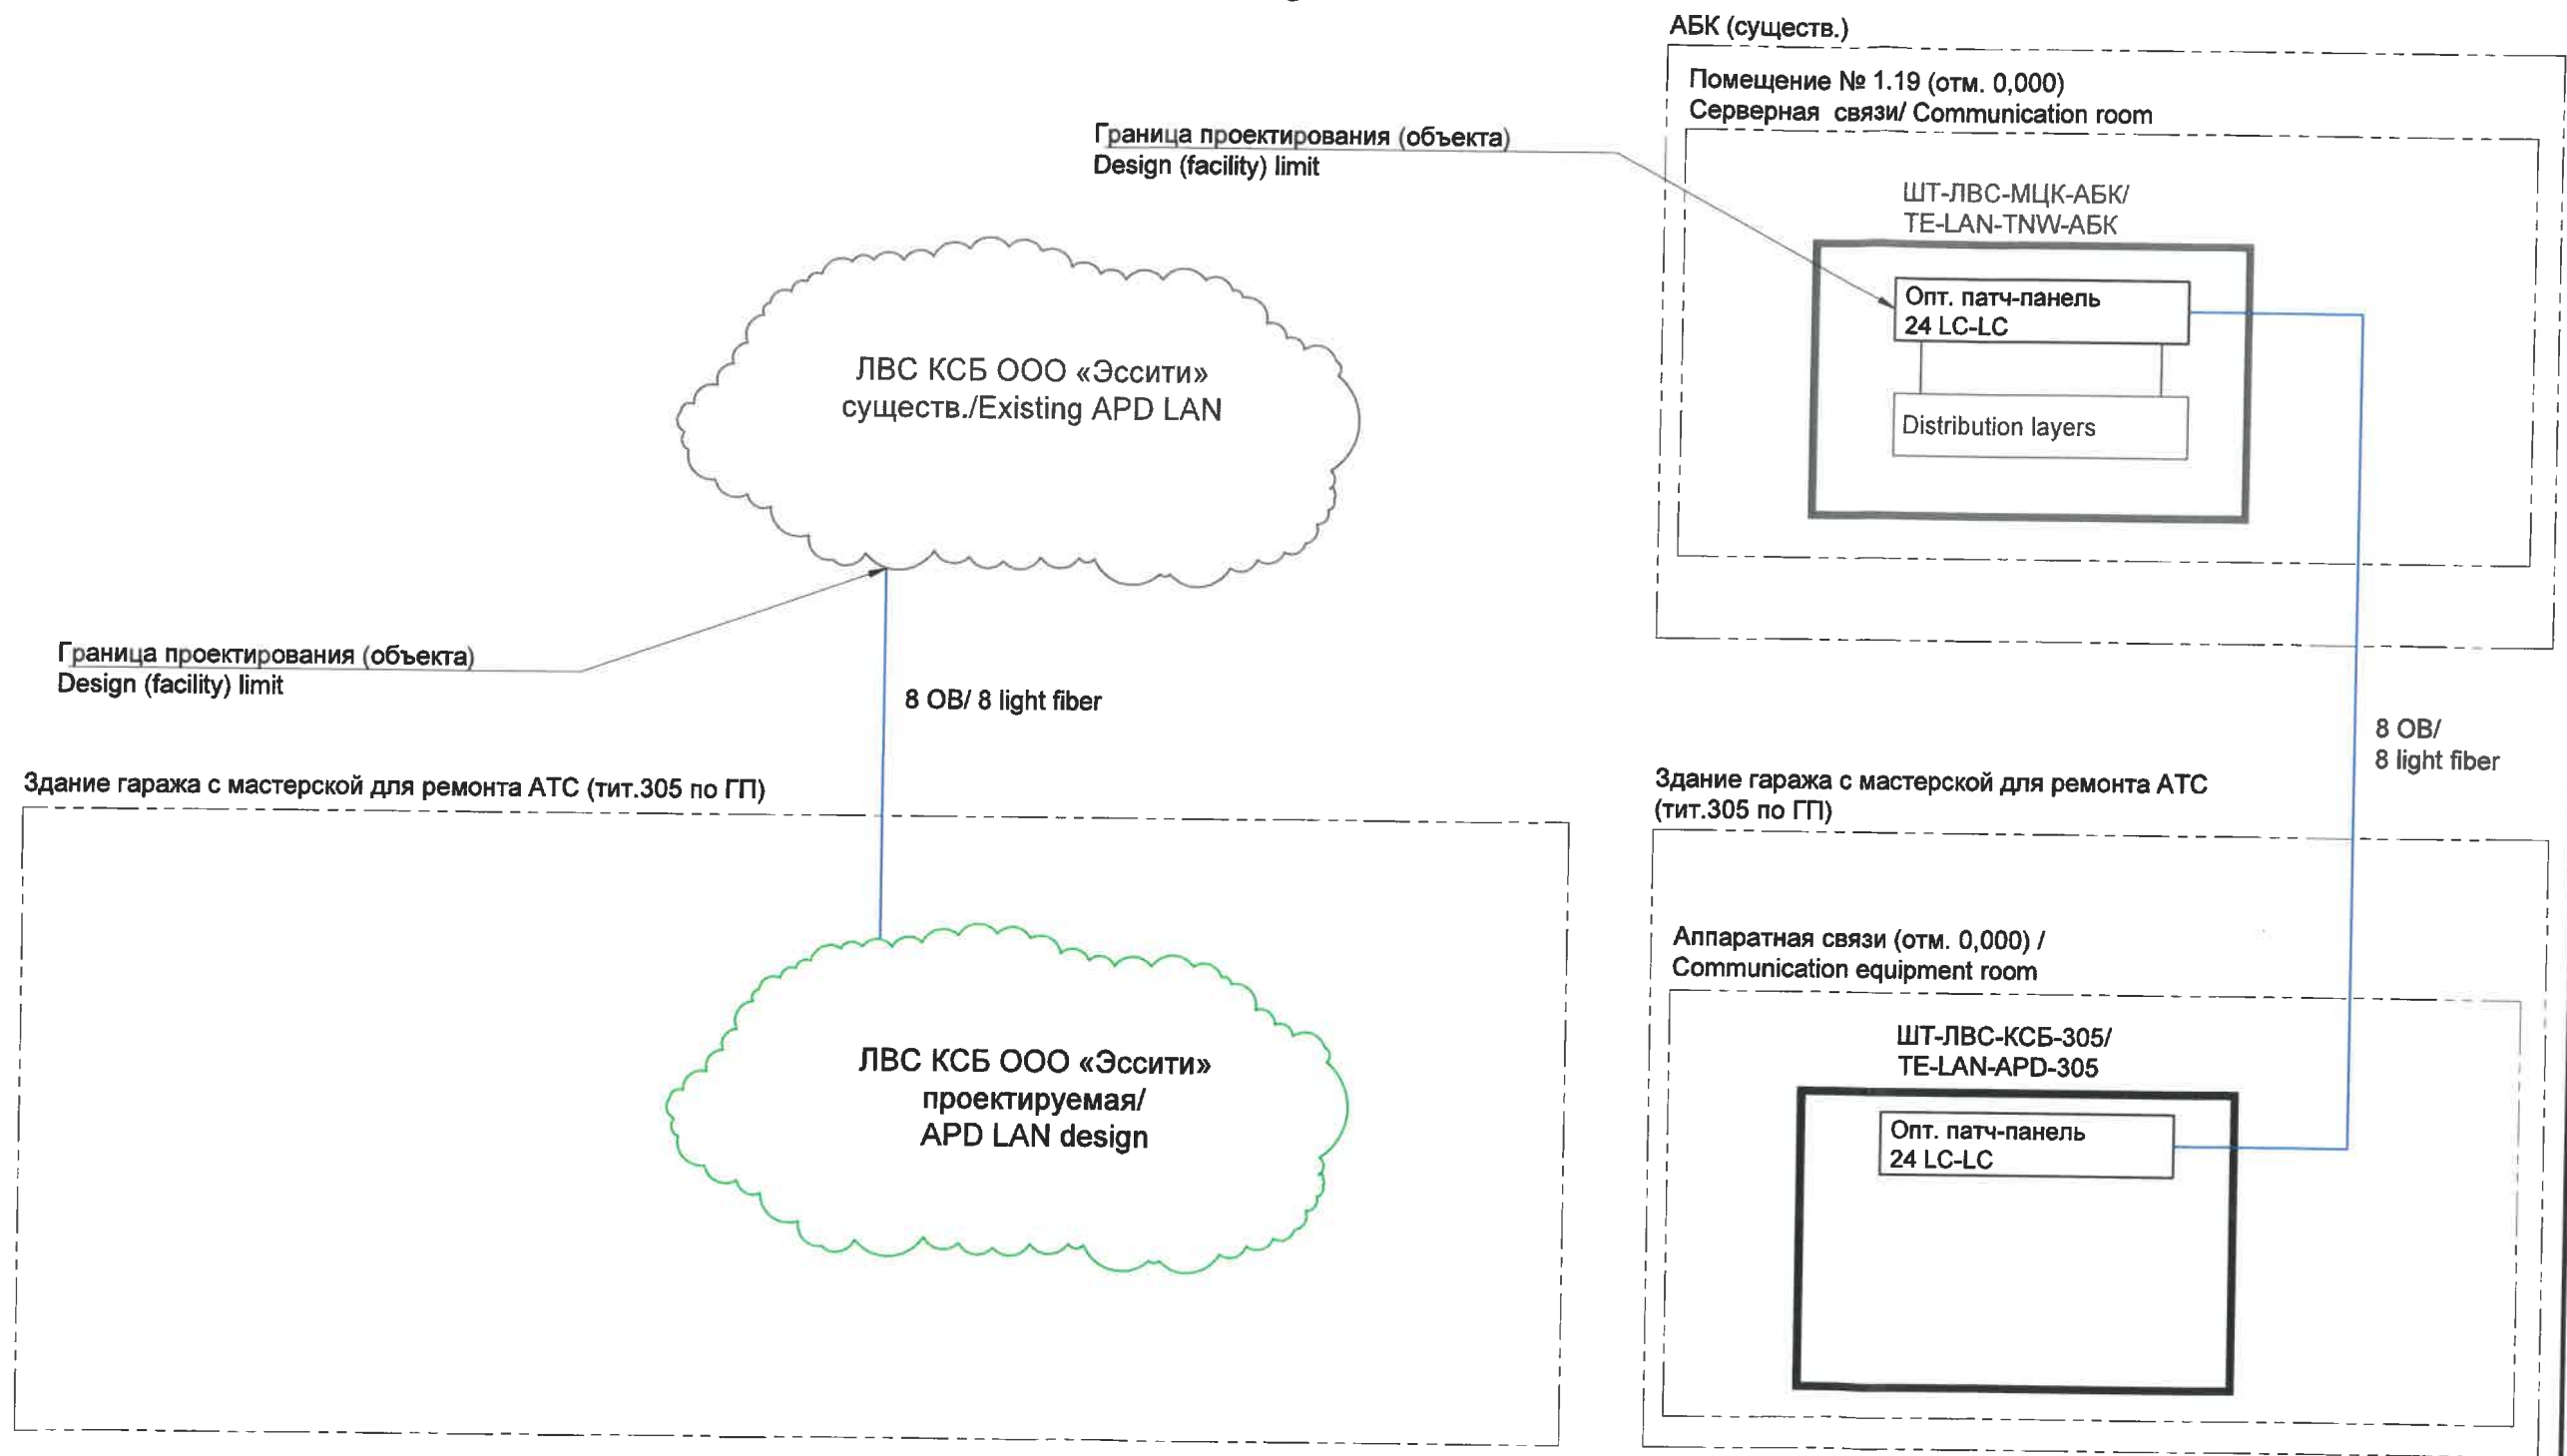 АБК (существ.)
Помещение № 1.19 (отм. 0,000)
Серверная связи/ Communication room
Граница проектирования (объекта)
Design (facility) limit
ШТ-ЛВС-МЦК-АБК/
TE-LAN-TNW-АБК
Опт. патч-панель
24 LC-LC
Distribution layers
ЛВС КСБ ООО «Эссити»
существ./Existing APD LAN
Граница проектирования (объекта)
Design (facility) limit
8 ОВ/ 8 light fiber
8 ОВ/
8 light fiber
Здание гаража с мастерской для ремонта АТС (тит.305 по ГП)
ЛВС КСБ ООО «Эссити»
проектируемая/
APD LAN design
Здание гаража с мастерской для ремонта АТС
(тит.305 по ГП)
Аппаратная связи (отм. 0,000) /
Communication equipment room
ШТ-ЛВС-КСБ-305/
TE-LAN-APD-305
Опт. патч-панель
24 LC-LC